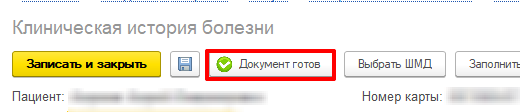 Клиническая история болезни
Записать и закрыть Документ готов Выбрать ШМД Заполнить
Пациент: Номер карты: